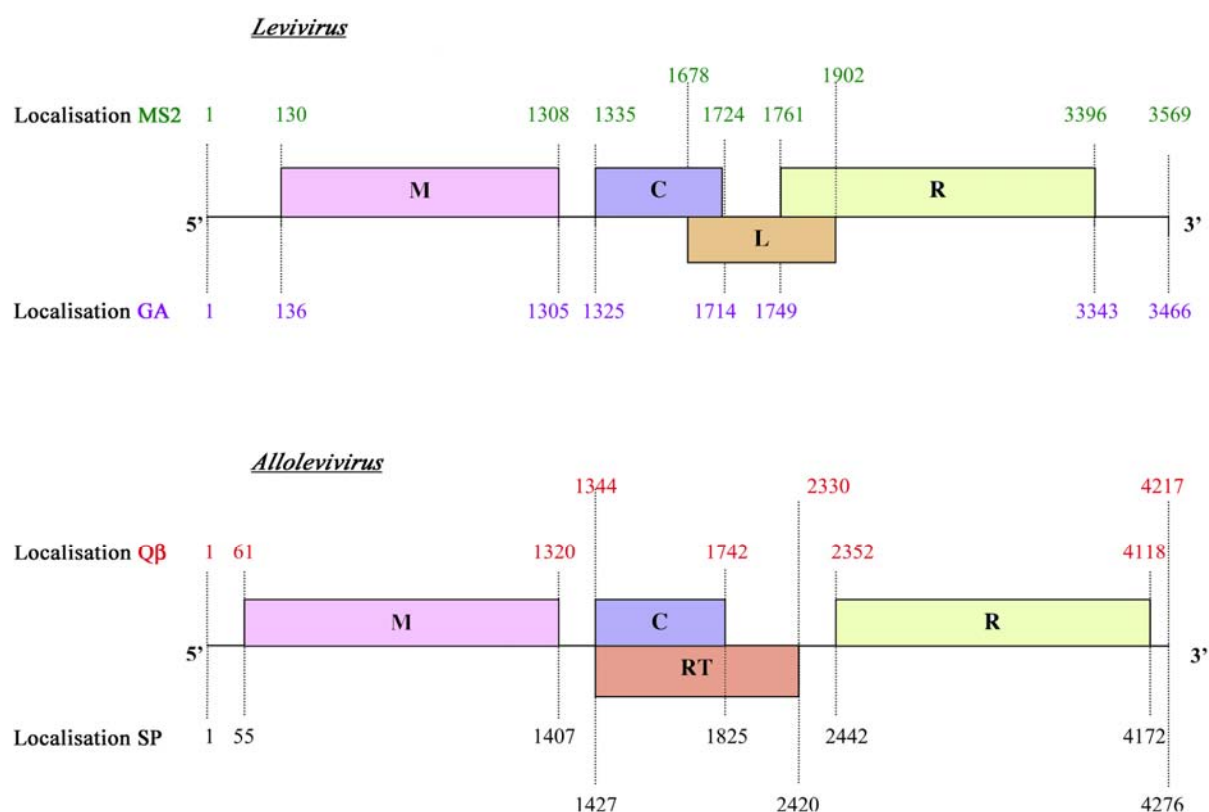 Levivirus
1678 1902
Localisation MS2 1 130 1308 1335 1724 1761 3396 3569
M C R
5’ 3’
L
Localisation GA 1 136 1305 1325 1714 1749 3343 3466
Allolevivirus
1344 2330 4217
Localisation Qβ 1 61 1320 1742 2352 4118
M C R
5’ 3’
RT
Localisation SP 1 55 1407 1825 2442 4172
1427 2420 4276